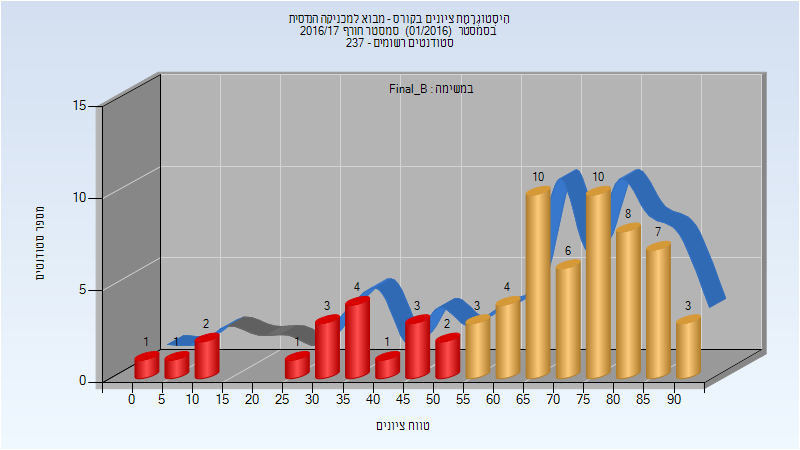 היסטוגרמת ציונים בקורס - מבוא למכניקה הנדסית
בסמסטר (01/2016) סמסטר חורף 2016/17
סטודנטים רשומים - 237
במשימה : Final_B
מספר סטודנטים
15
10
5
0
1 1 2 1 3 4 1 3 2 3 4 10 6 10 8 7 3
0 5 10 15 20 25 30 35 40 45 50 55 60 65 70 75 80 85 90
טווח ציונים